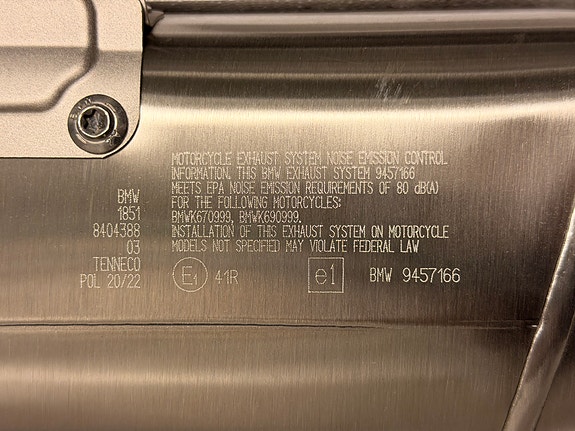 MOTORCYCLE EXHAUST SYSTEM NOISE EMISSION CONTROL
INFORMATION. THIS BMW EXHAUST SYSTEM 9457166
MEETS EPA NOISE EMISSION REQUIREMENTS OF 80 dB(A)
FOR THE FOLLOWING MOTORCYCLES:
BMWK670999, BMWK690999.
INSTALLATION OF THIS EXHAUST SYSTEM ON MOTORCYCLE
MODELS NOT SPECIFIED MAY VIOLATE FEDERAL LAW
BMW
1851
8404388
03
TENNECO
POL 20/22
E1 41R e1 BMW 9457166